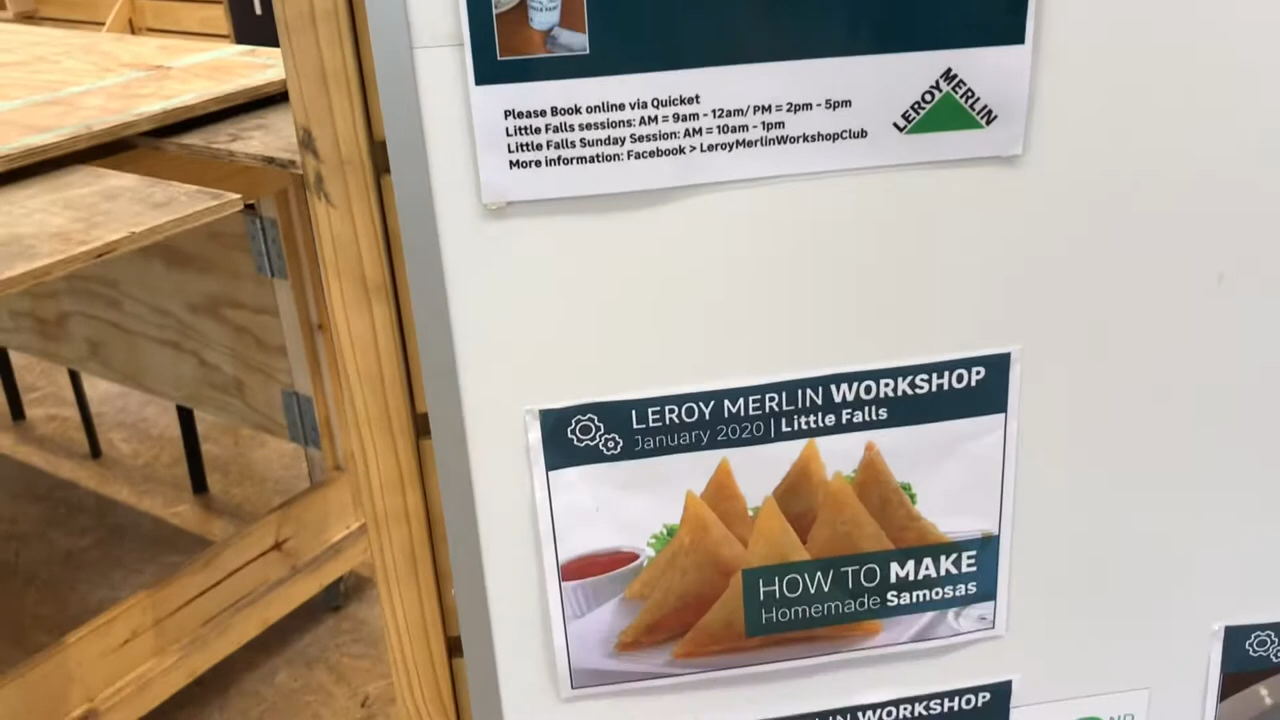 Please Book online via Quicket
Little Falls sessions: AM = 9am - 12am/ PM = 2pm - 5pm
Little Falls Sunday Session: AM = 10am - 1pm
More information: Facebook > LeroyMerlinWorkshopClub
LEROY MERLIN
LEROY MERLIN WORKSHOP
January 2020 | Little Falls
HOW TO MAKE
Homemade Samosas
WORKSHOP